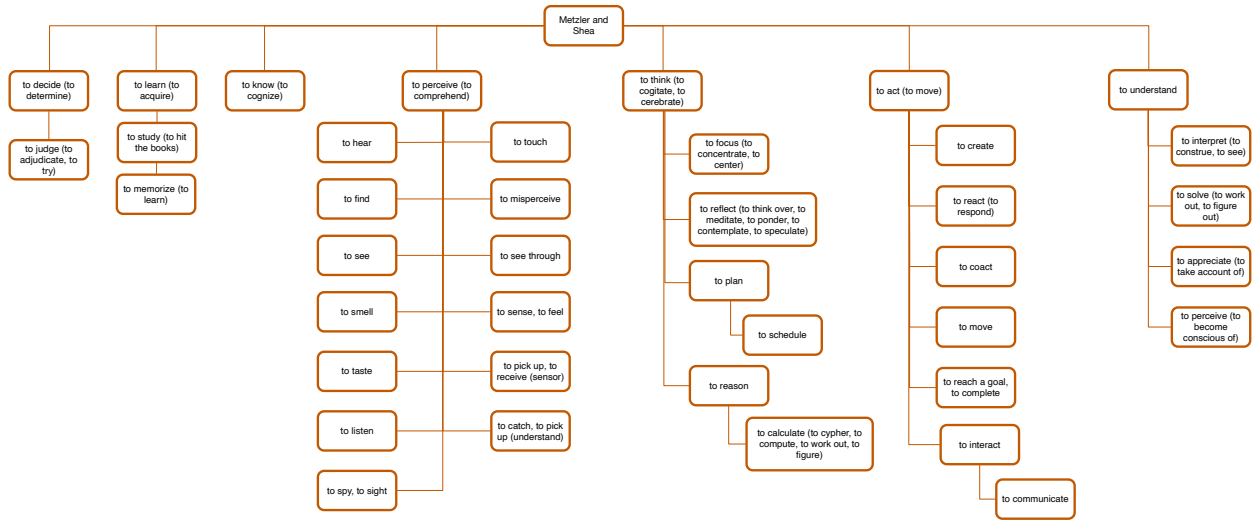 Metzler and
Shea
to decide (to
determine)
to judge (to
adjudicate, to
try)
to learn (to
acquire)
to study (to hit
the books)
to memorize (to
learn)
to know (to
cognize)
to perceive (to
comprehend)
to hear
to touch
to find
to misperceive
to see
to see through
to smell
to sense, to feel
to taste
to pick up, to
receive (sensor)
to listen
to catch, to pick
up (understand)
to spy, to sight
to think (to
cogitate, to
cerebrate)
to focus (to
concentrate, to
center)
to reflect (to think over, to
meditate, to ponder, to
contemplate, to speculate)
to plan
to schedule
to reason
to calculate (to cypher, to
compute, to work out, to
figure)
to act (to move)
to create
to react (to
respond)
to coact
to move
to reach a goal,
to complete
to interact
to communicate
to understand
to interpret (to
construe, to see)
to solve (to work
out, to figure
out)
to appreciate (to
take account of)
to perceive (to
become
conscious of)